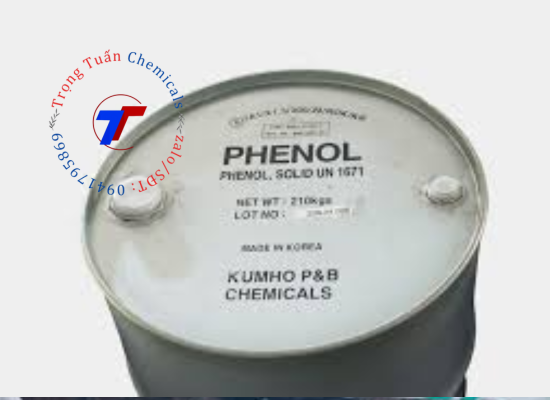 Trọng Tuấn Chemicals
<<<zalo/SĐT: 0941795869 <<<
TT
PHENOL
PHENOL, SOLID UN 1671
NET WT : 210kgs
LOT NO :
MADE IN KOREA
KUMHO P&B
CHEMICALS